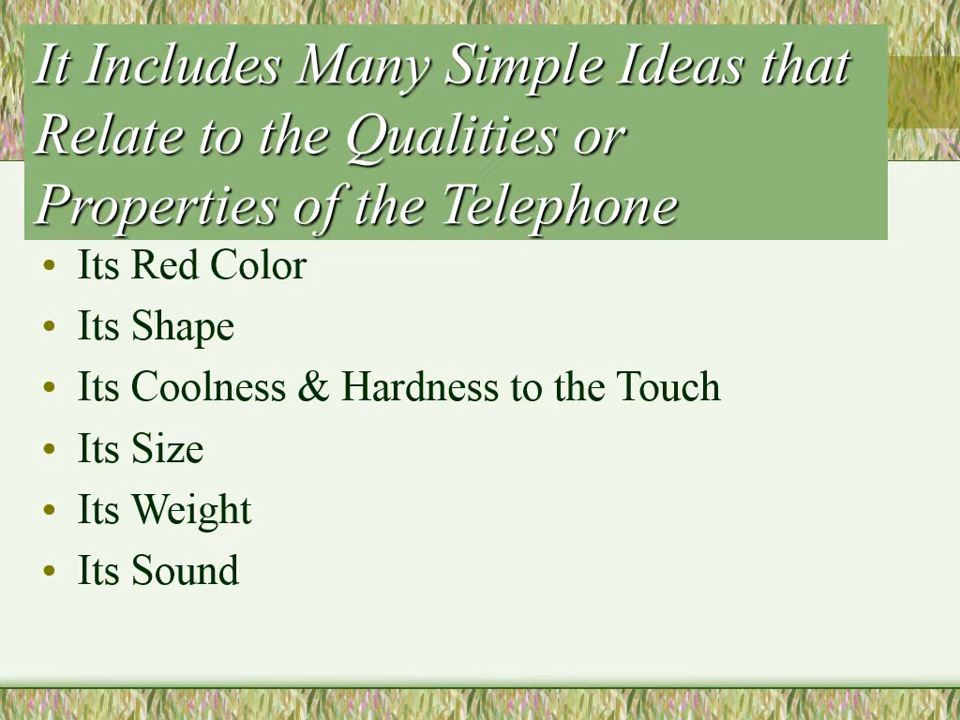 It Includes Many Simple Ideas that
Relate to the Qualities or
Properties of the Telephone
• Its Red Color
• Its Shape
• Its Coolness & Hardness to the Touch
• Its Size
• Its Weight
• Its Sound